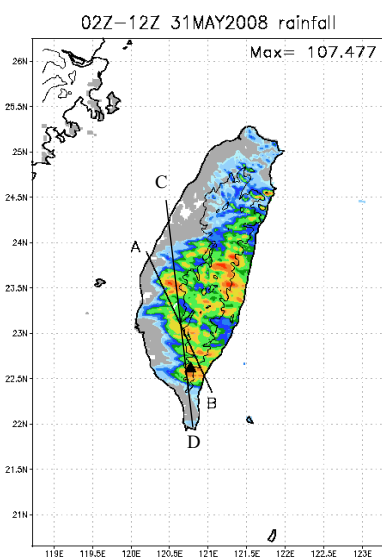 02Z-12Z 31MAY2008 rainfall
Max= 107.477
26N
25.5N
25N
C
24.5N
24N
A
23.5N
23N
22.5N
B
22N
D
21.5N
21N
119E 119.5E 120E 120.5E 121E 121.5E 122E 122.5E 123E